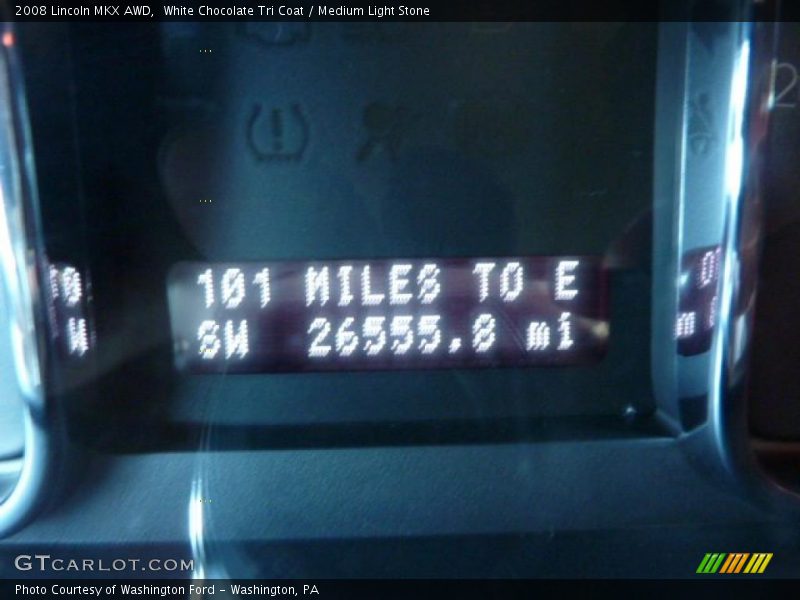 2008 Lincoln MKX AWD,  White Chocolate Tri Coat / Medium Light Stone
2
101 MILES TO E
SW 26555.8 mi
GTCARLOT.COM
Photo Courtesy of Washington Ford - Washington, PA